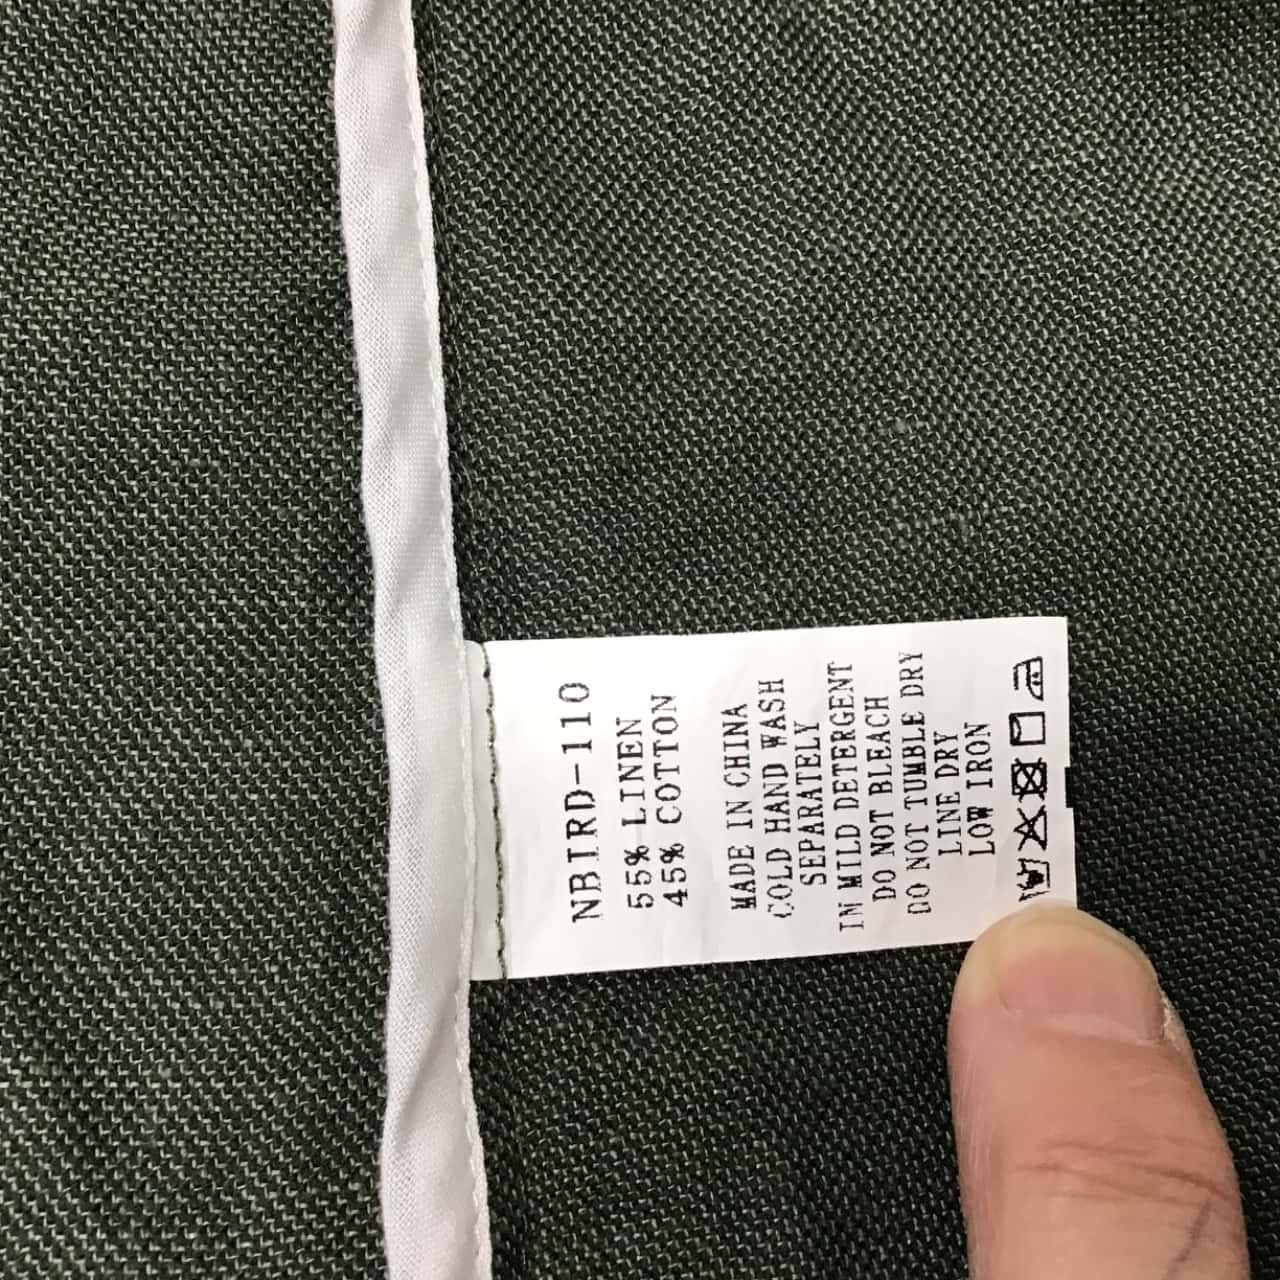 NBIRD-110
55% LINEN
45% COTTON
MADE IN CHINA
COLD HAND WASH
SEPARATELY
IN MILD DETERGENT
DO NOT BLEACH
DO NOT TUMBLE DRY
LINE DRY
LOW IRON